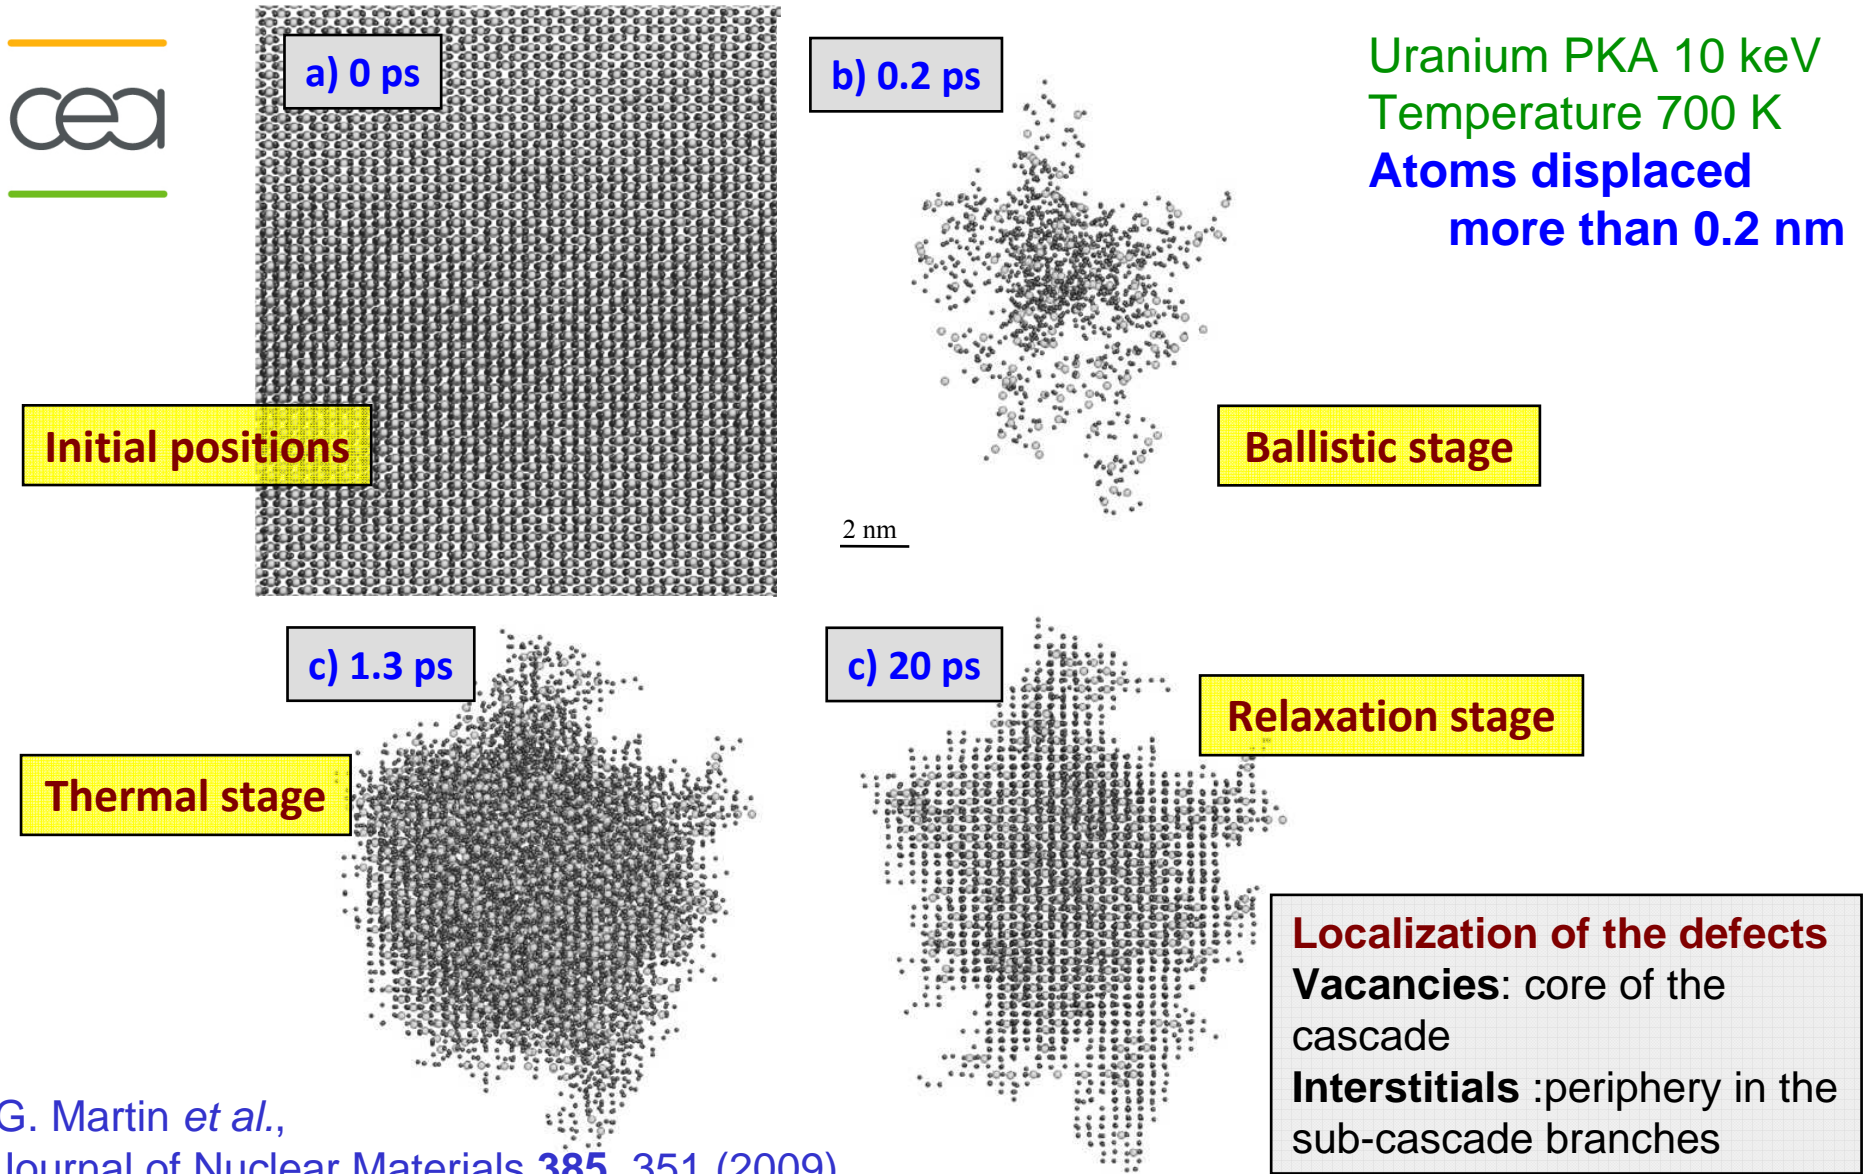 cea
a) 0 ps
b) 0.2 ps
Uranium PKA 10 keV
Temperature 700 K
Atoms displaced
more than 0.2 nm
Initial positions
Ballistic stage
2 nm
c) 1.3 ps
c) 20 ps
Relaxation stage
Thermal stage
Localization of the defects
Vacancies: core of the
cascade
Interstitials :periphery in the
sub-cascade branches
G. Martin et al.,
Journal of Nuclear Materials 385, 351 (2009)